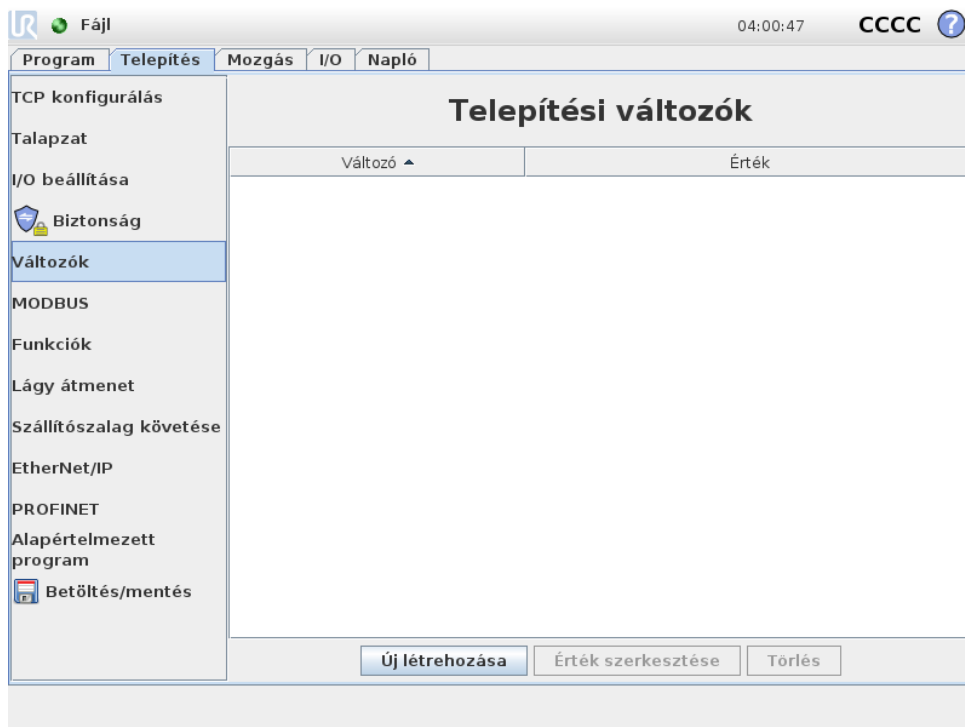 UR Fájl 04:00:47 CCCC ?
Program Telepítés Mozgás I/O Napló
TCP konfigurálás
Talapzat
I/O beállítása
Biztonság
Változók
MODBUS
Funkciók
Lágy átmenet
Szállítószalag követése
EtherNet/IP
PROFINET
Alapértelmezett
program
Betöltés/mentés
Telepítési változók
Változó Érték
Új létrehozása Érték szerkesztése Törlés